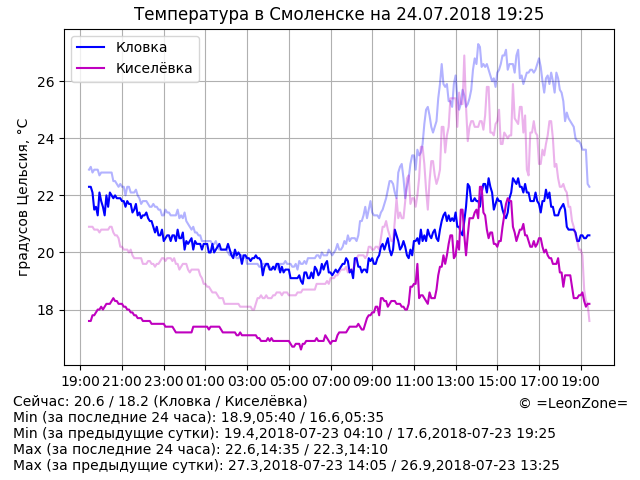 Температура в Смоленске на 24.07.2018 19:25
Кловка
Киселёвка
градусов Цельсия, °C
26
24
22
20
18
19:00 21:00 23:00 01:00 03:00 05:00 07:00 09:00 11:00 13:00 15:00 17:00 19:00
Сейчас: 20.6 / 18.2 (Кловка / Киселёвка)
© =LeonZone=
Min (за последние 24 часа): 18.9,05:40 / 16.6,05:35
Min (за предыдущие сутки): 19.4,2018-07-23 04:10 / 17.6,2018-07-23 19:25
Max (за последние 24 часа): 22.6,14:35 / 22.3,14:10
Max (за предыдущие сутки): 27.3,2018-07-23 14:05 / 26.9,2018-07-23 13:25